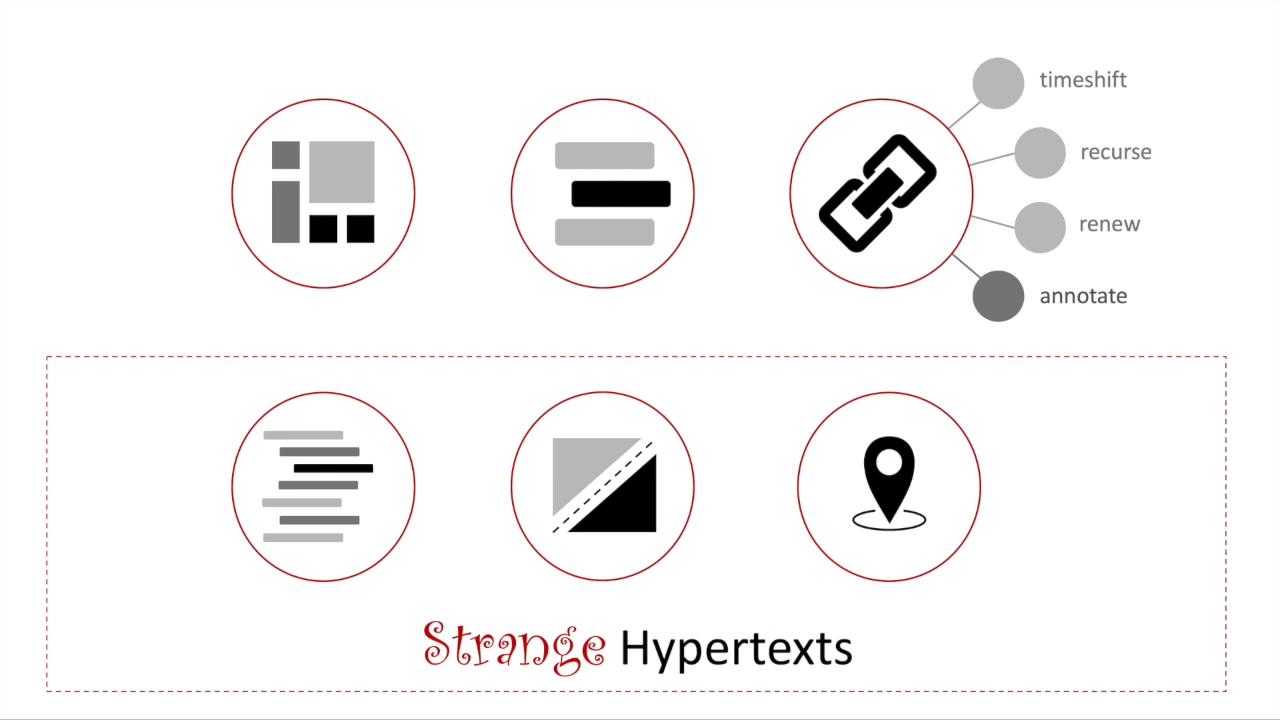 timeshift
recurse
renew
annotate
Strange Hypertexts